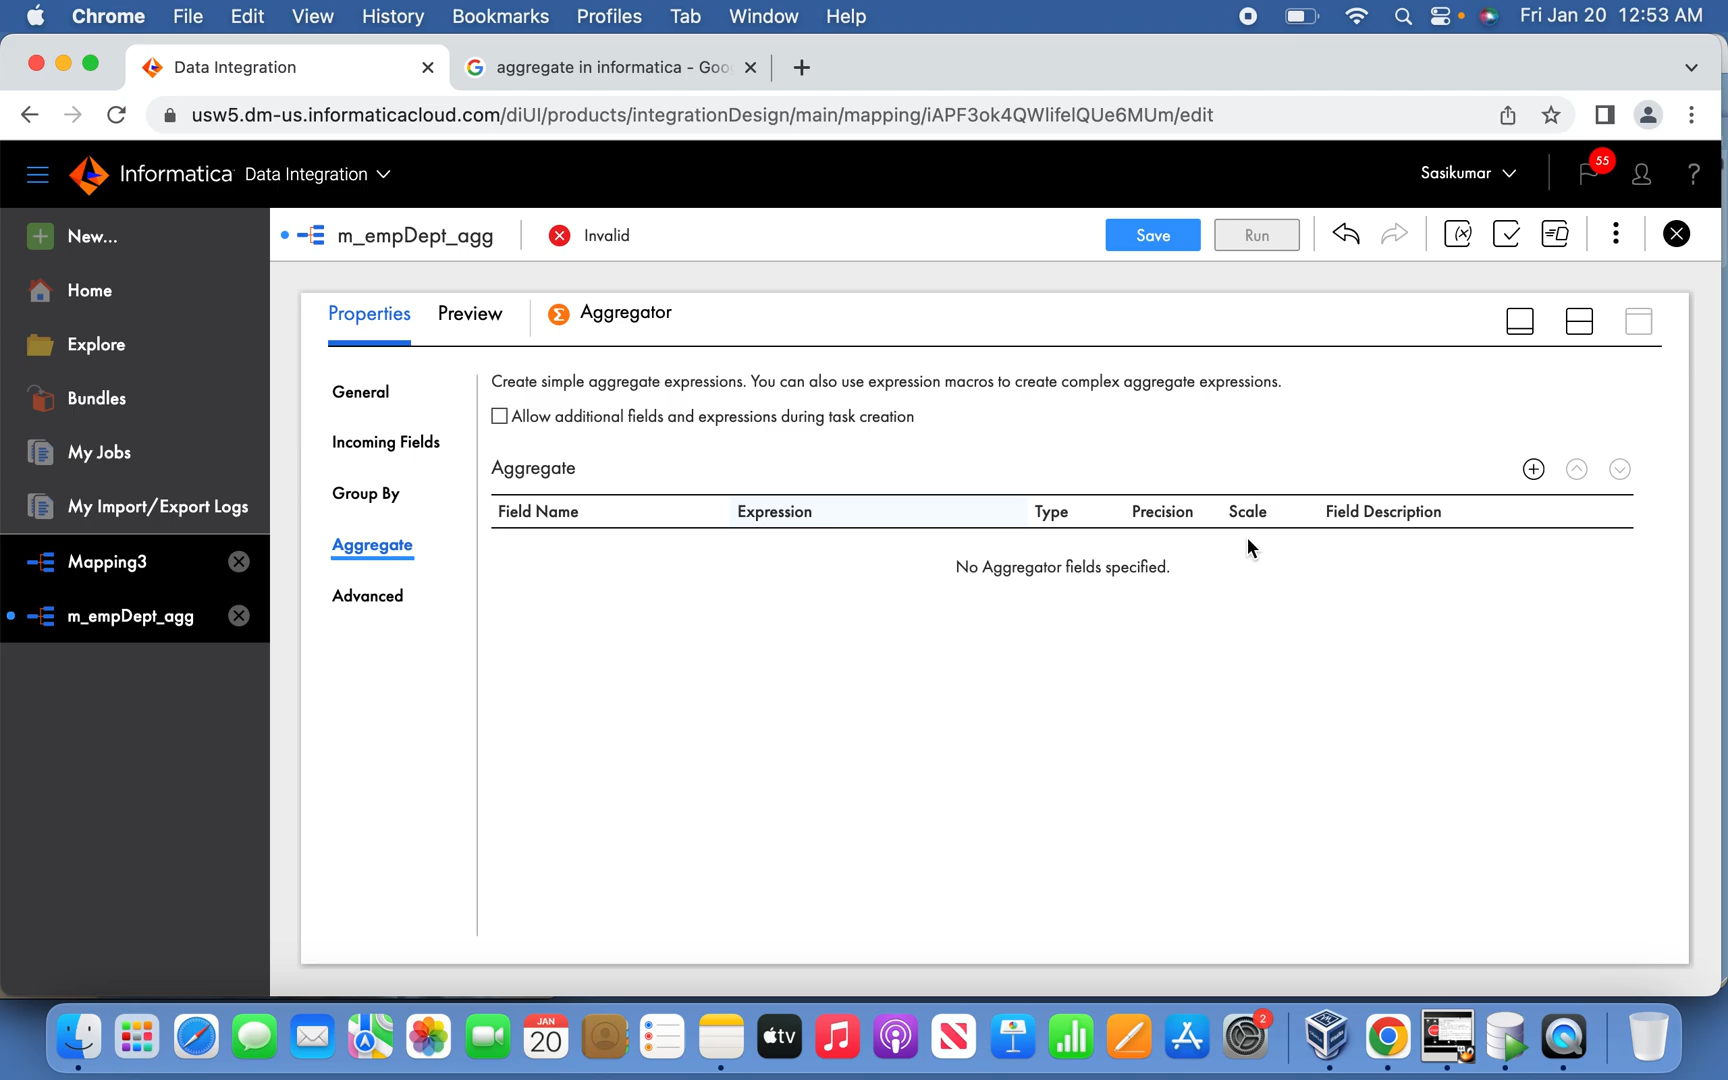 Chrome File Edit View History Bookmarks Profiles Tab Window Help Fri Jan 20 12:53 AM
Data Integration
aggregate in informatica - Goo
usw5.dm-us.informaticacloud.com/diUI/products/integrationDesign/main/mapping/iAPF3ok4QWlifelQUe6MUm/edit
Informatica Data Integration
Sasikumar
55
?
New...
m_empDept_agg
Invalid
Save
Run
Home
Properties
Preview
Aggregator
Explore
Bundles
My Jobs
My Import/Export Logs
Mapping3
m_empDept_agg
General
Incoming Fields
Group By
Aggregate
Advanced
Create simple aggregate expressions. You can also use expression macros to create complex aggregate expressions.
Allow additional fields and expressions during task creation
Aggregate
Field Name Expression Type Precision Scale Field Description
No Aggregator fields specified.
JAN
20
tv
2